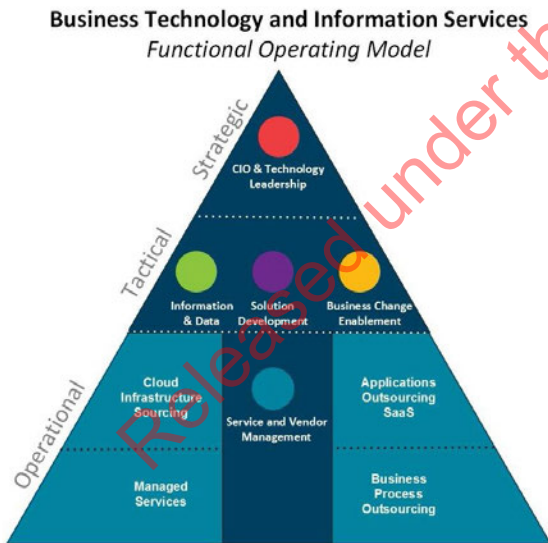 Business Technology and Information Services
Functional Operating Model
Strategic
CIO & Technology
Leadership
Tactical
Information
& Data
Solution
Development
Business Change
Enablement
Operational
Cloud
Infrastructure
Sourcing
Service and Vendor
Management
Applications
Outsourcing
SaaS
Managed
Services
Business
Process
Outsourcing
Released under th